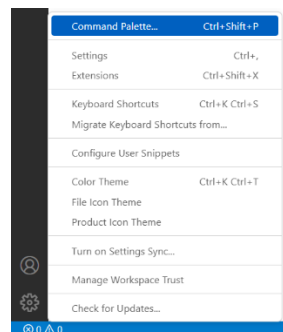 Command Palette... Ctrl+Shift+P
Settings Ctrl+,
Extensions Ctrl+Shift+X
Keyboard Shortcuts Ctrl+K Ctrl+S
Migrate Keyboard Shortcuts from...
Configure User Snippets
Color Theme Ctrl+K Ctrl+T
File Icon Theme
Product Icon Theme
Turn on Settings Sync...
Manage Workspace Trust
Check for Updates...
0 0